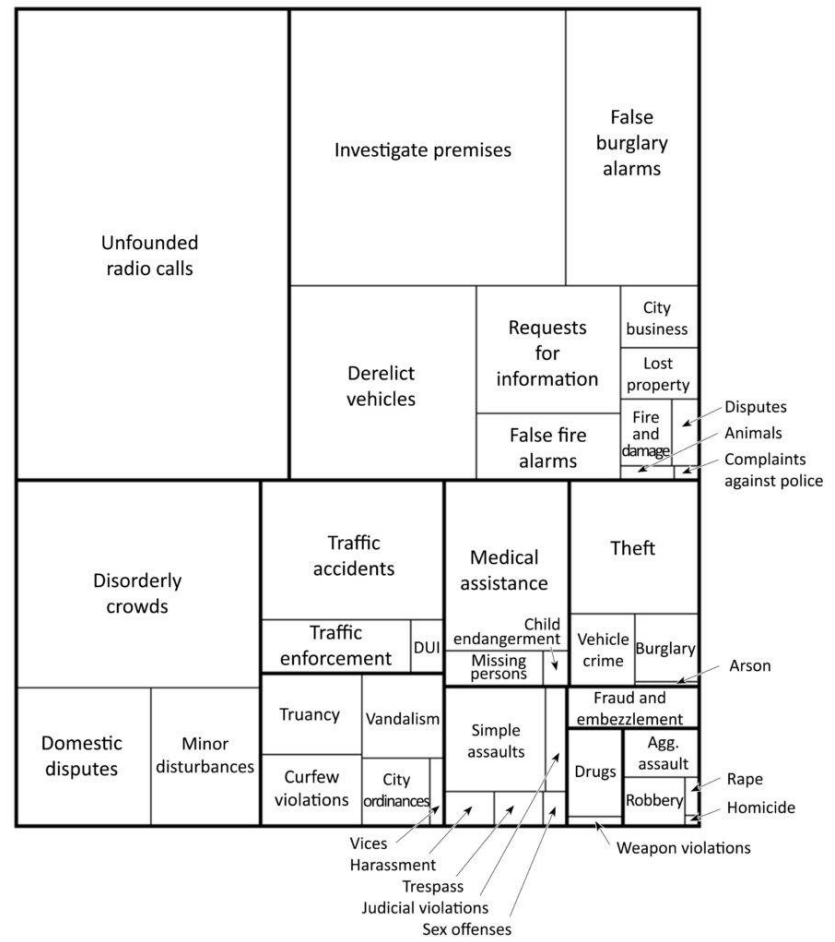 Unfounded
radio calls
Investigate premises
False
burglary
alarms
Derelict
vehicles
Requests
for
information
False fire
alarms
City
business
Lost
property
Fire
and
damage
Disputes
Animals
Complaints
against police
Disorderly
crowds
Domestic
disputes
Minor
disturbances
Traffic
accidents
Traffic
enforcement
DUI
Truancy
Vandalism
Curfew
violations
City
ordinances
Medical
assistance
Child
endangerment
Missing
persons
Theft
Vehicle
crime
Burglary
Arson
Simple
assaults
Fraud and
embezzlement
Drugs
Agg.
assault
Robbery
Rape
Homicide
Weapon violations
Vices
Harassment
Trespass
Judicial violations
Sex offenses